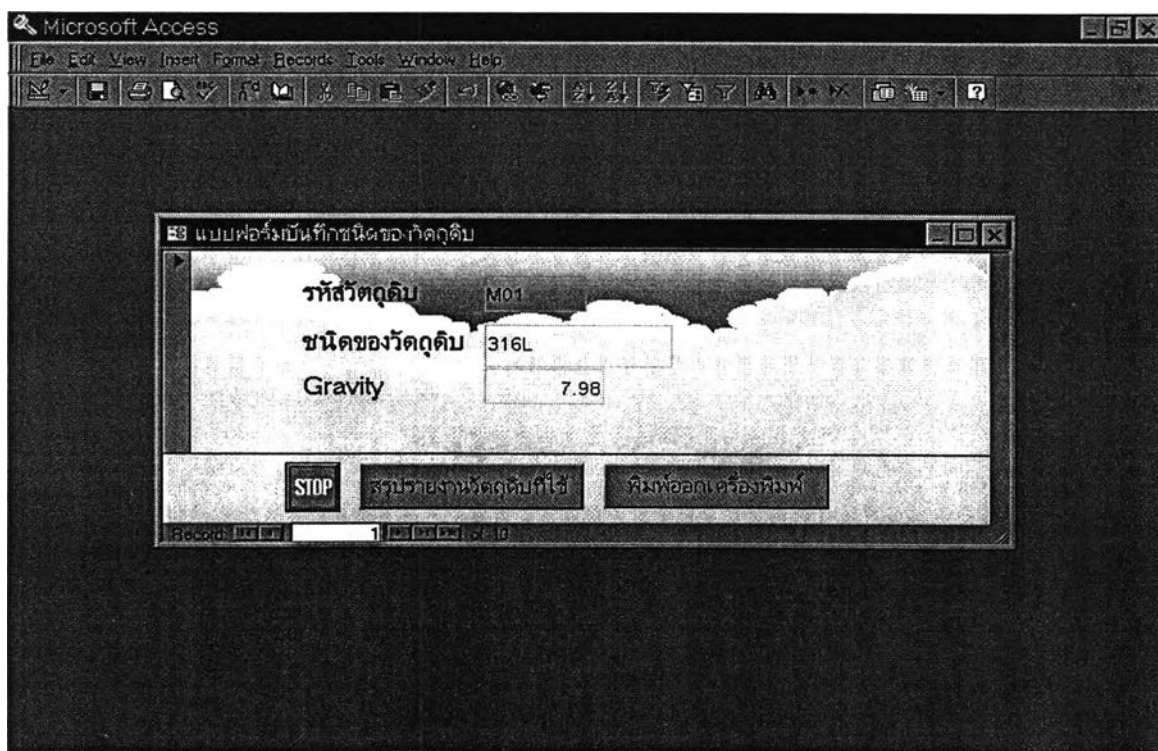 Microsoft Access
File Edit View Insert Format Records Tools Window Help
แบบฟอร์มบันทึกชนิดของวัตถุดิบ
รหัสวัตถุดิบ M01
ชนิดของวัตถุดิบ 316L
Gravity 7.98
STOP สรุปรายงานวัตถุดิบที่ใช้ พิมพ์ออกเครื่องพิมพ์
Record: 1 of 10